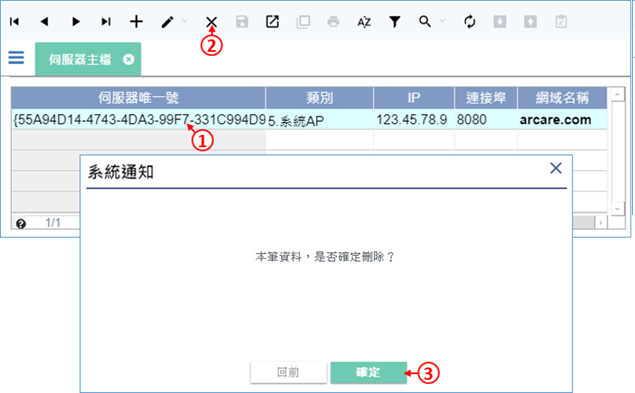 A/Z
②
伺服器主檔
伺服器唯一號 類別 IP 連接埠 網域名稱
{55A94D14-4743-4DA3-99F7-331C994D9 5.系統AP 123.45.78.9 8080 arcare.com
①
1/1
系統通知
本筆資料，是否確定刪除？
回前 確定 ③